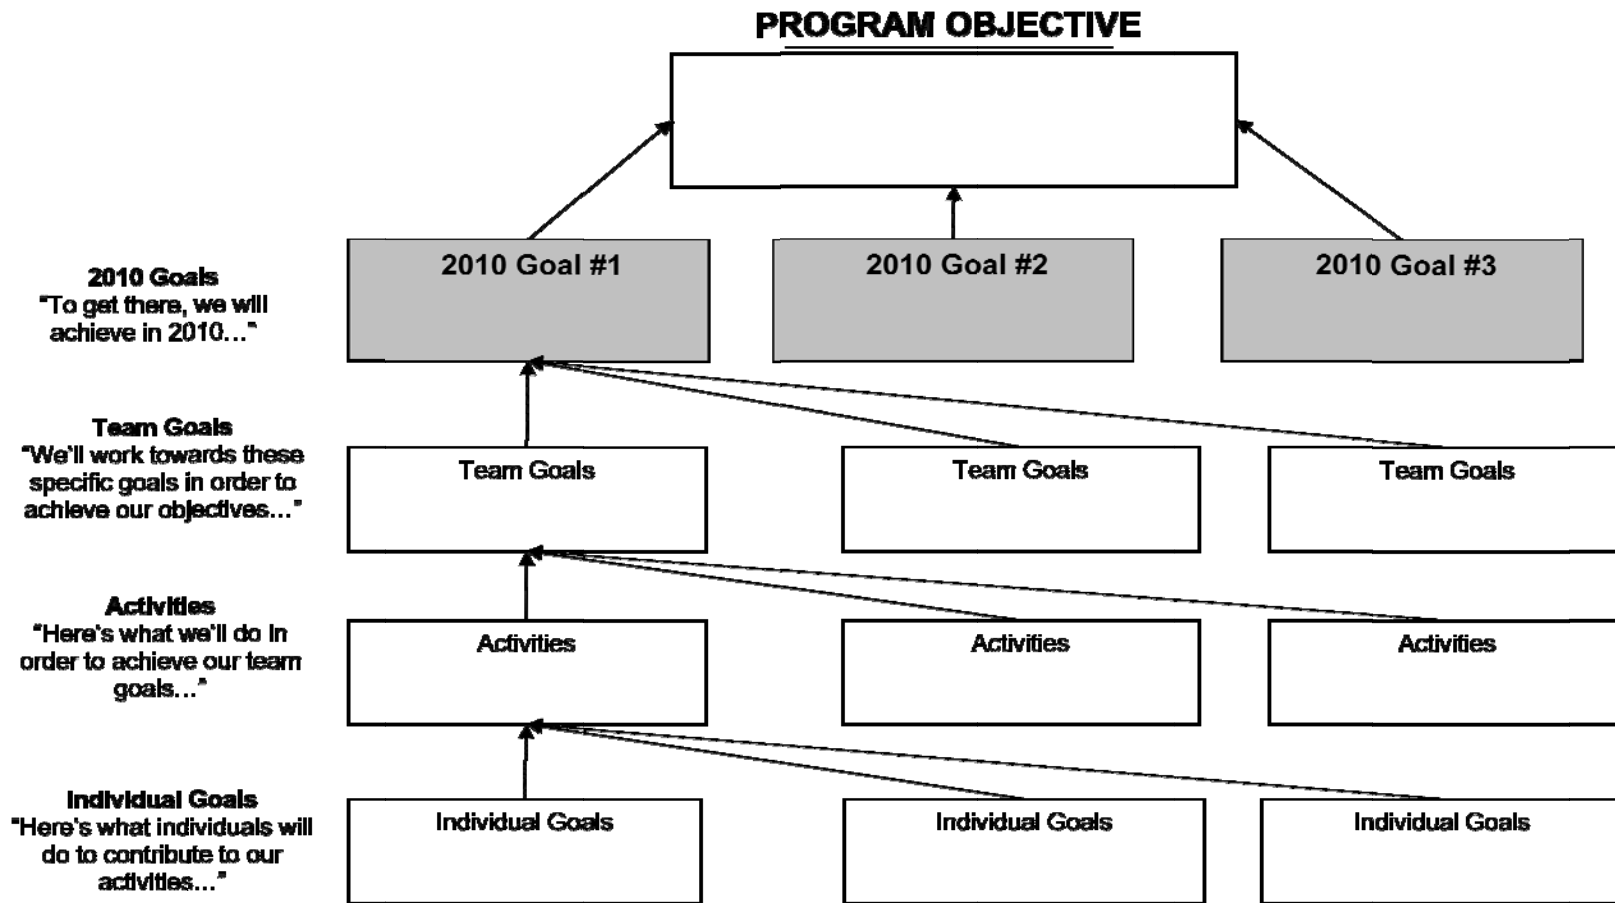 PROGRAM OBJECTIVE
2010 Goals
"To get there, we will
achieve in 2010..."
2010 Goal #1
2010 Goal #2
2010 Goal #3
Team Goals
"We'll work towards these
specific goals in order to
achieve our objectives..."
Team Goals
Team Goals
Team Goals
Activities
"Here's what we'll do in
order to achieve our team
goals..."
Activities
Activities
Activities
Individual Goals
"Here's what individuals will
do to contribute to our
activities..."
Individual Goals
Individual Goals
Individual Goals